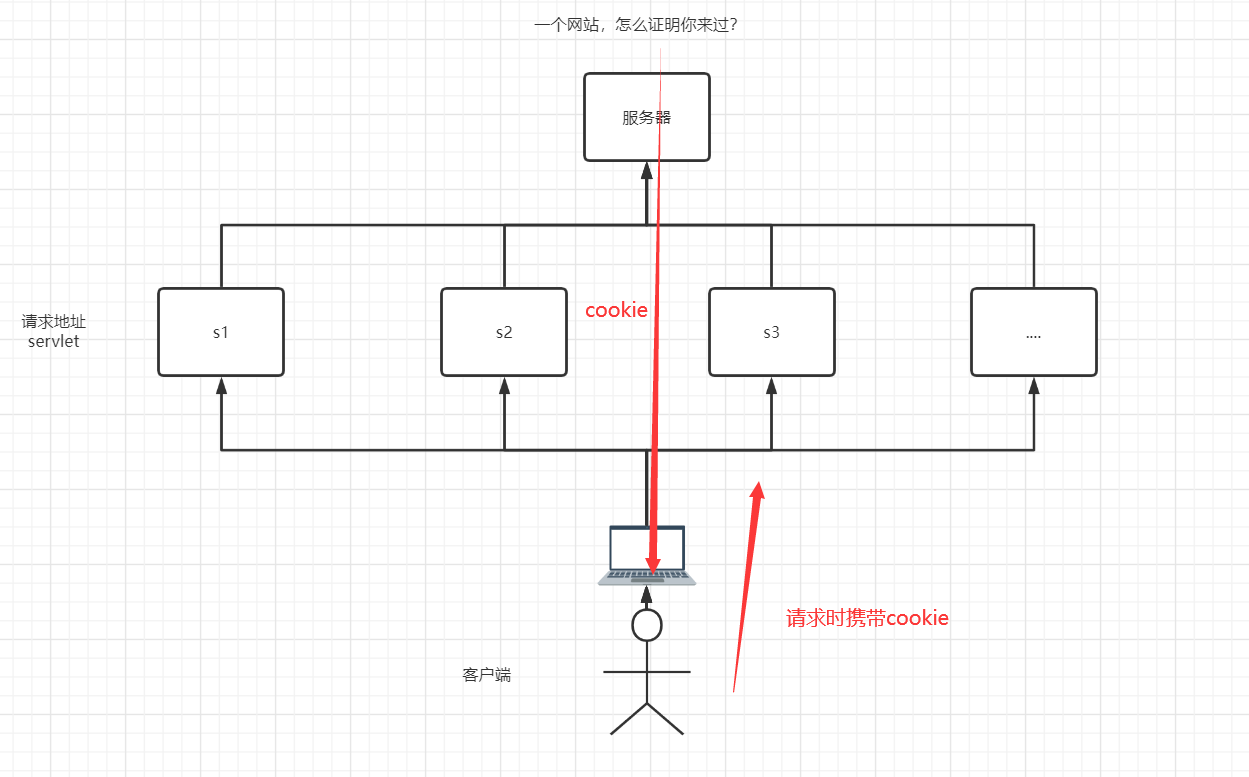 一个网站，怎么证明你来过？
服务器
请求地址
servlet
s1
s2
cookie
s3
....
请求时携带cookie
客户端